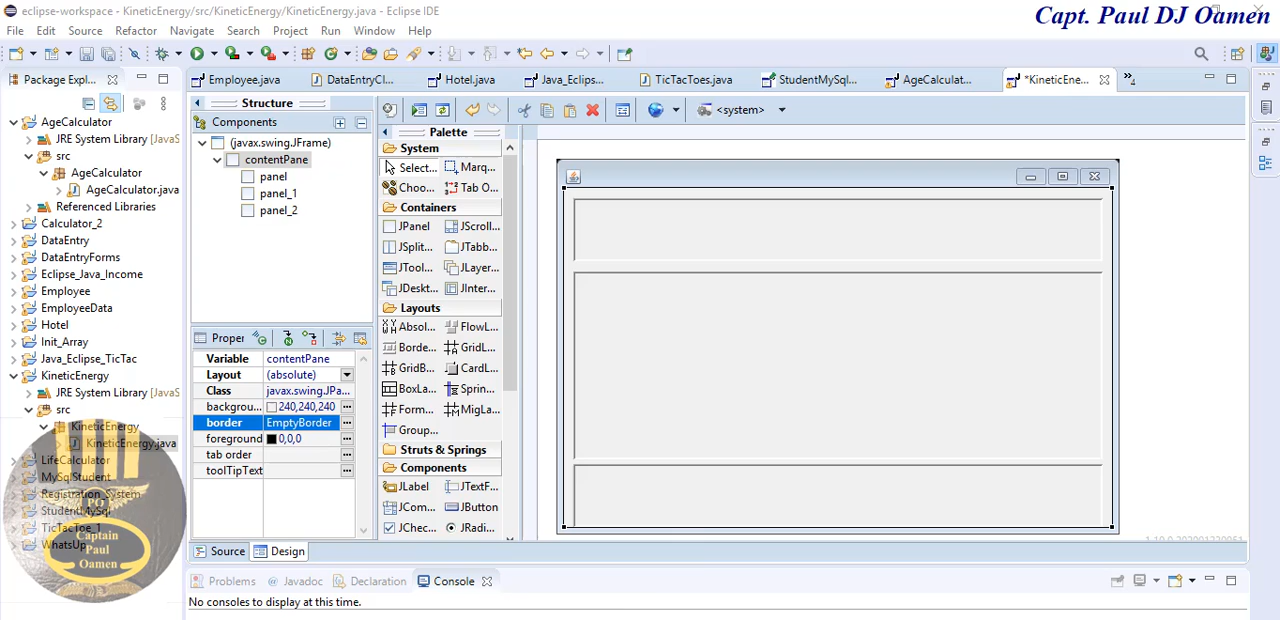 eclipse-workspace - KineticEnergy/src/KineticEnergy/KineticEnergy.java - Eclipse IDE
Capt. Paul DJ Oamen
File Edit Source Refactor Navigate Search Project Run Window Help
Package Expl...
Employee.java
DataEntryCl...
Hotel.java
Java_Eclips...
TicTacToes.java
StudentMySql...
AgeCalculat...
*KineticEne...
4
AgeCalculator
JRE System Library [JavaS
src
AgeCalculator
AgeCalculator.java
Referenced Libraries
Calculator_2
DataEntry
DataEntryForms
Eclipse_Java_Income
Employee
EmployeeData
Hotel
Init_Array
Java_Eclipse_TicTac
KineticEnergy
JRE System Library [JavaS
src
KineticEnergy
KineticEnergy.java
LifeCalculator
MySqlStudent
Registration_System
StudentMySql
TicTacToe_1
WhatsUp
PO
Captain
Paul
Oamen
Structure
Components
(javax.swing.JFrame)
contentPane
panel
panel_1
panel_2
Proper
Variable contentPane
Layout (absolute)
Class javax.swing.JPa...
backgrou... 240,240,240
border EmptyBorder
foreground 0,0,0
tab order
toolTipText
<system>
Palette
System
Select... Marq...
Choo... Tab O...
Containers
JPanel JScroll...
JSplit... JTabb...
JTool... JLayer...
JDeskt... JInter...
Layouts
Absol... FlowL...
Borde... GridL...
GridB... CardL...
BoxLa... Sprin...
Form... MigLa...
Group...
Struts & Springs
Components
JLabel JTextF...
JCom... JButton
JChec... JRadi...
Source Design
Problems Javadoc Declaration Console
No consoles to display at this time.